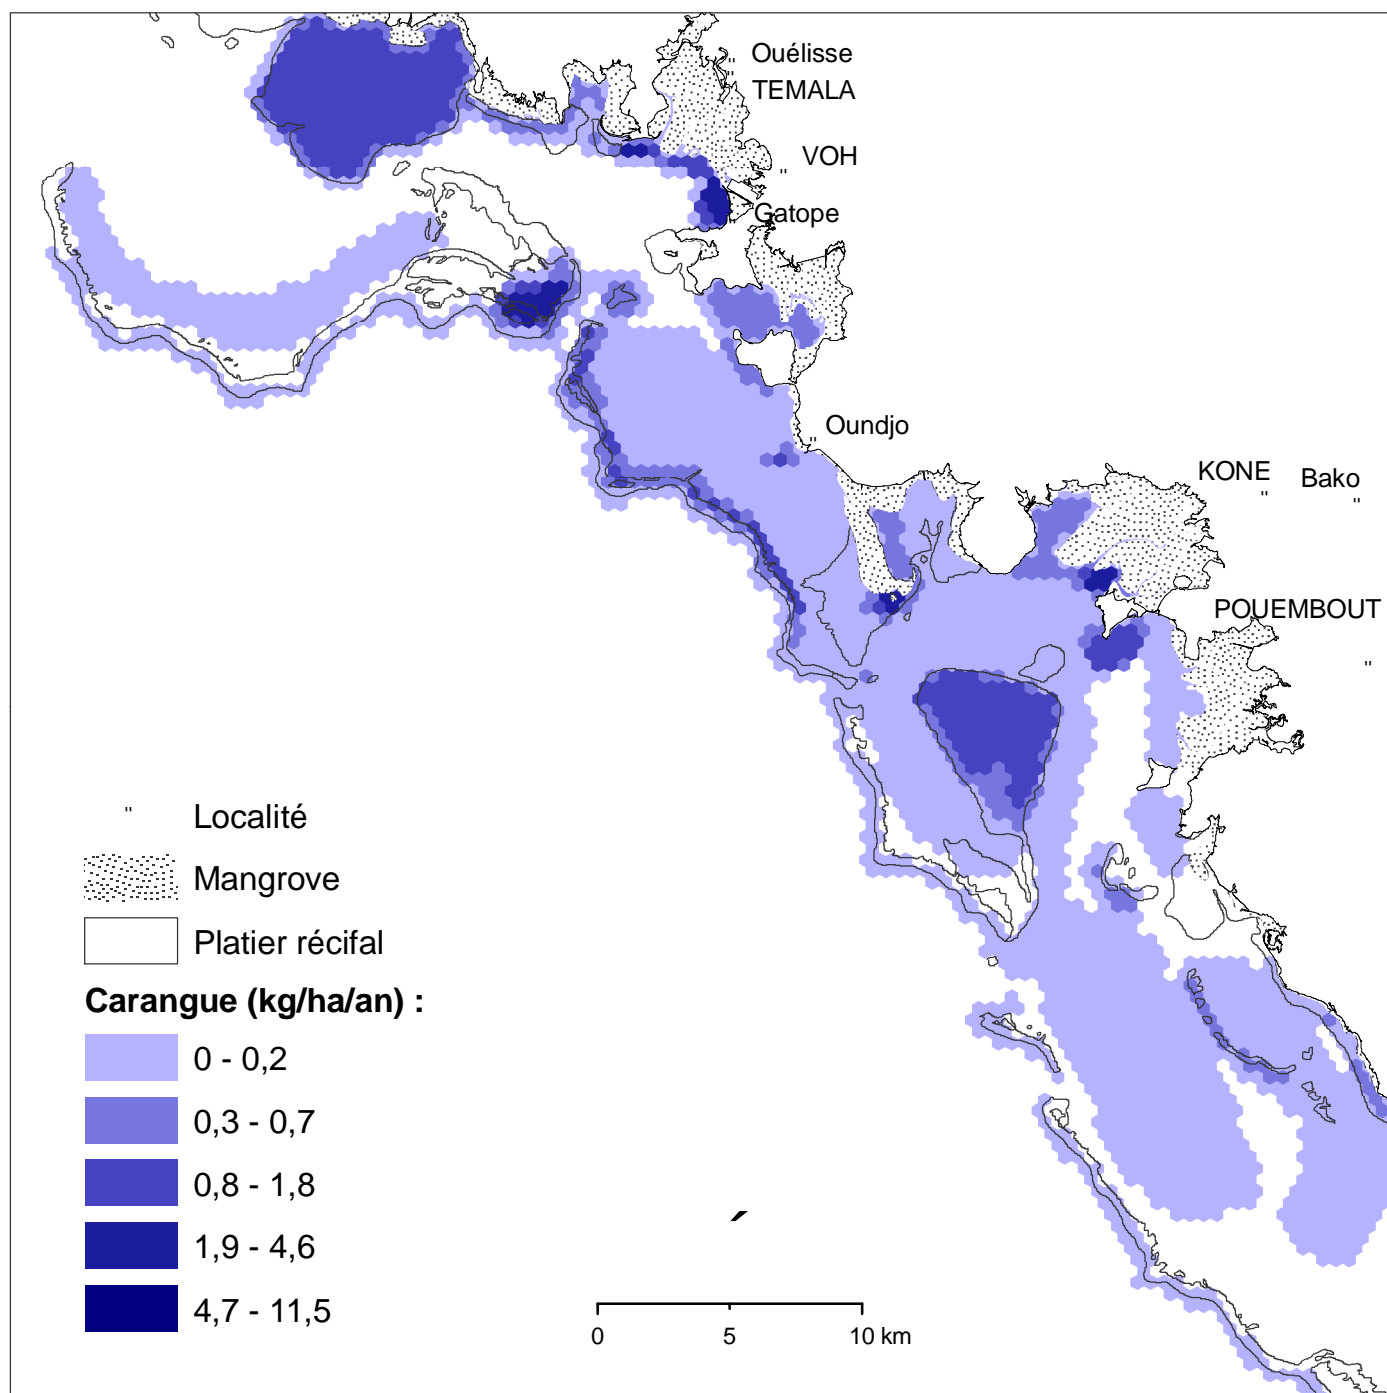 Ouélisse
TEMALA
VOH
Gatope
Oundjo
KONE
Bako
POUEMBOUT
" Localité
Mangrove
Platier récifal
Carangue (kg/ha/an) :
0 - 0,2
0,3 - 0,7
0,8 - 1,8
1,9 - 4,6
4,7 - 11,5
0 5 10 km